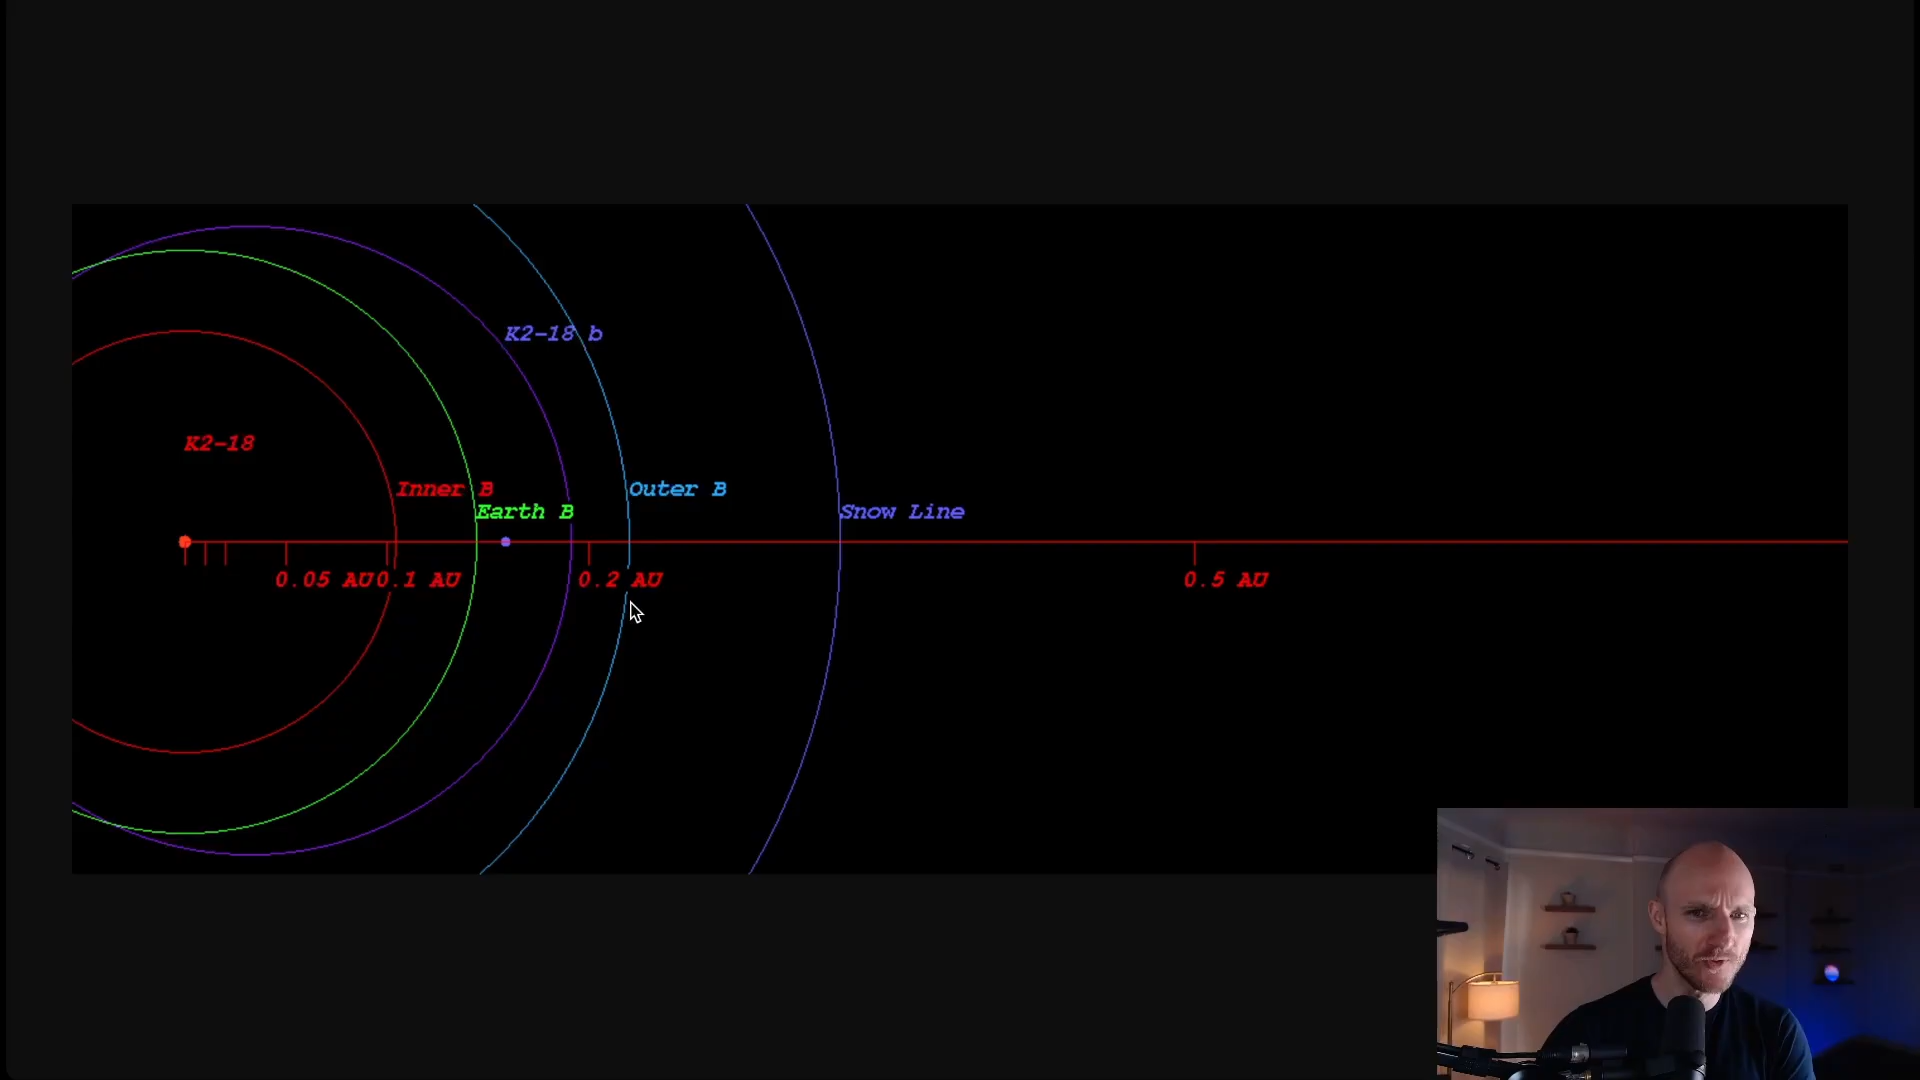 K2-18 b
K2-18
Inner B
Outer B
Earth B
Snow Line
0.05 AU
0.1 AU
0.2 AU
0.5 AU